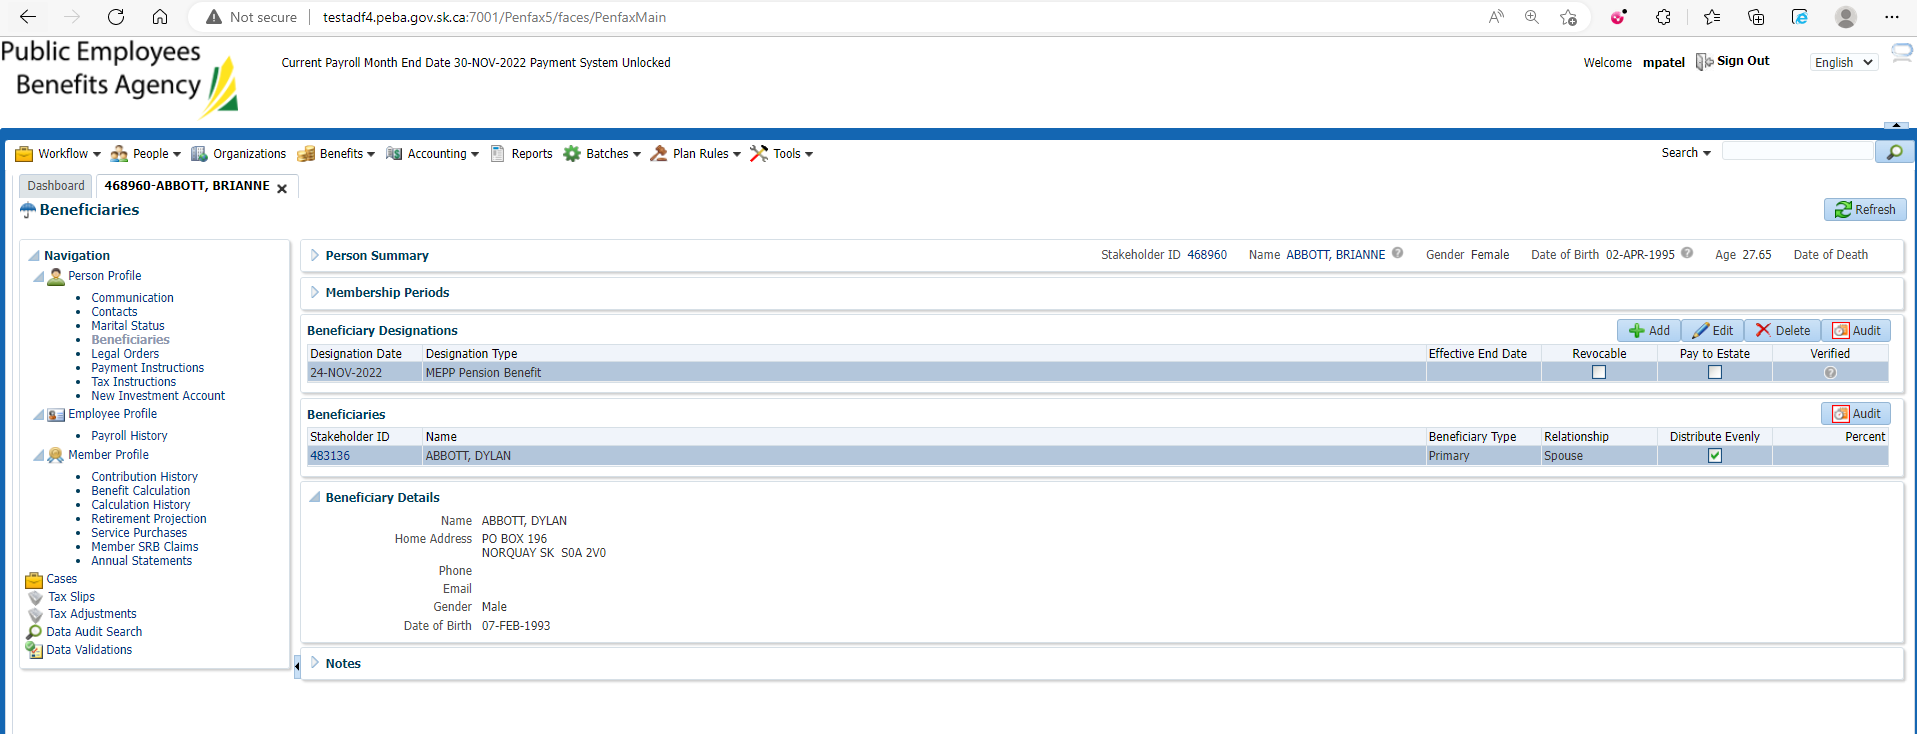 Not secure testadf4.peba.gov.sk.ca:7001/Penfax5/faces/PenfaxMain
Public Employees
Benefits Agency
Current Payroll Month End Date 30-NOV-2022 Payment System Unlocked
Welcome mpatel Sign Out English
Workflow People Organizations Benefits Accounting Reports Batches Plan Rules Tools Search
Dashboard 468960-ABBOTT, BRIANNE
Beneficiaries
Refresh
Navigation
Person Profile
Communication
Contacts
Marital Status
Beneficiaries
Legal Orders
Payment Instructions
Tax Instructions
New Investment Account
Employee Profile
Payroll History
Member Profile
Contribution History
Benefit Calculation
Calculation History
Retirement Projection
Service Purchases
Member SRB Claims
Annual Statements
Cases
Tax Slips
Tax Adjustments
Data Audit Search
Data Validations
Person Summary Stakeholder ID 468960 Name ABBOTT, BRIANNE Gender Female Date of Birth 02-APR-1995 Age 27.65 Date of Death
Membership Periods
Beneficiary Designations Add Edit Delete Audit
Designation Date Designation Type Effective End Date Revocable Pay to Estate Verified
24-NOV-2022 MEPP Pension Benefit
Beneficiaries Audit
Stakeholder ID Name Beneficiary Type Relationship Distribute Evenly Percent
483136 ABBOTT, DYLAN Primary Spouse
Beneficiary Details
Name ABBOTT, DYLAN
Home Address PO BOX 196
NORQUAY SK S0A 2V0
Phone
Email
Gender Male
Date of Birth 07-FEB-1993
Notes